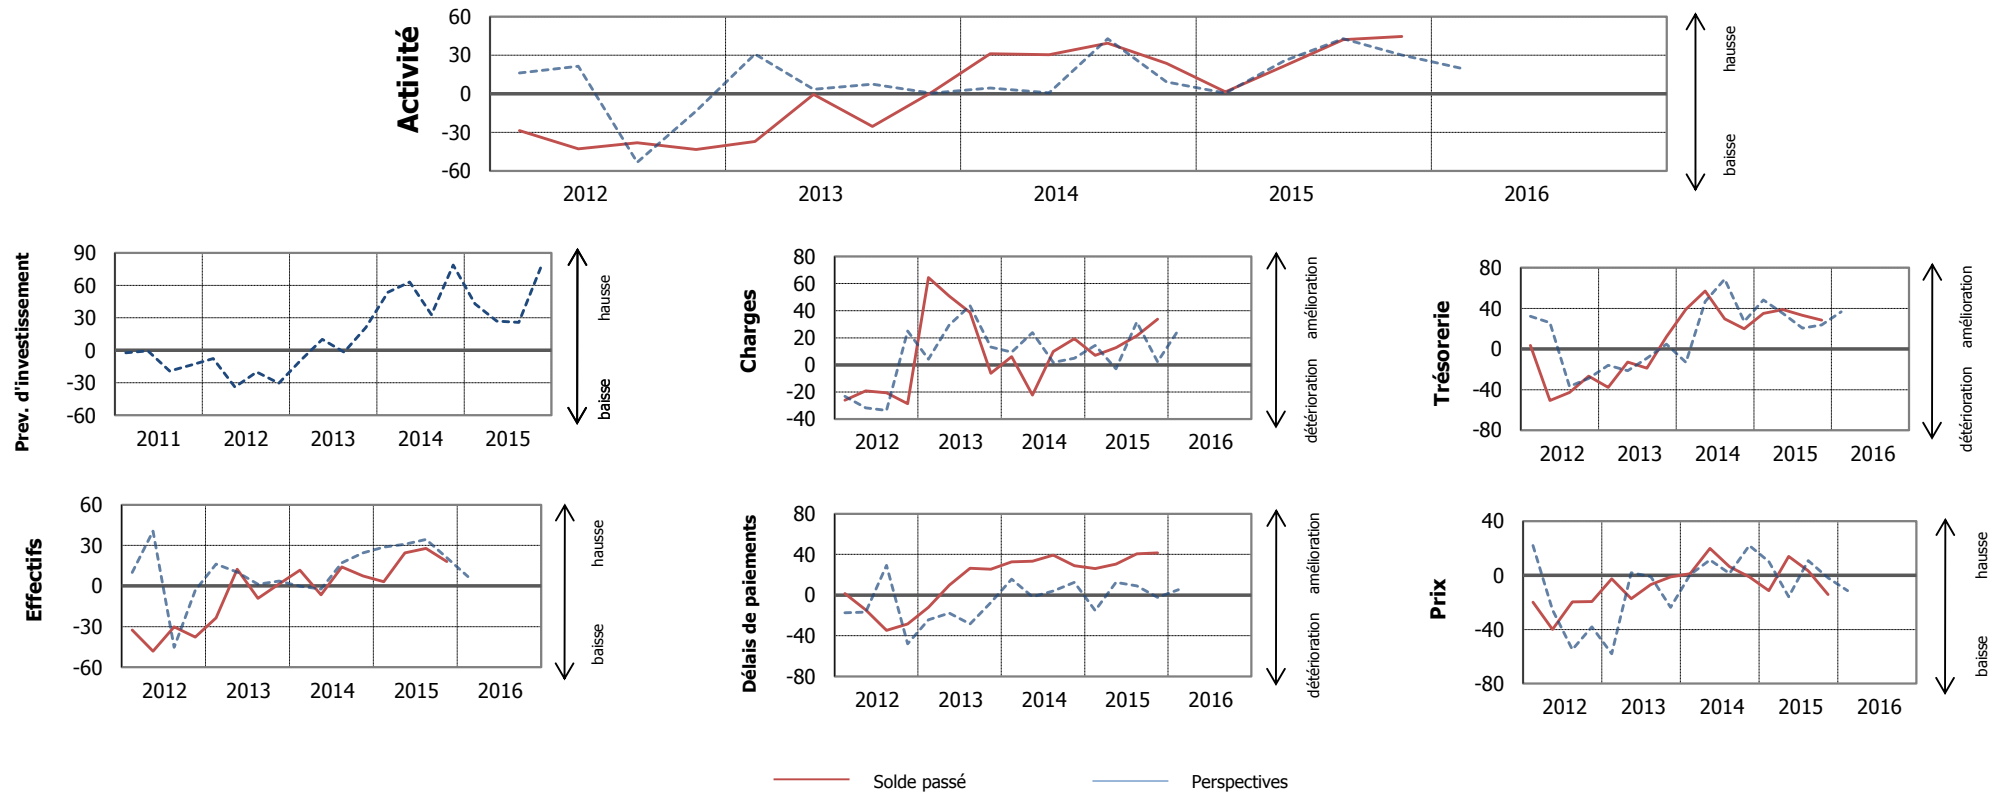 Activité
60
30
0
-30
-60
2012 2013 2014 2015 2016
hausse
baisse
Prev. d'investissement
90
60
30
0
-30
-60
2011 2012 2013 2014 2015
hausse
baisse
Charges
80
60
40
20
0
-20
-40
2012 2013 2014 2015 2016
amélioration
détérioration
Trésorerie
80
40
0
-40
-80
2012 2013 2014 2015 2016
amélioration
détérioration
Effectifs
60
30
0
-30
-60
2012 2013 2014 2015 2016
hausse
baisse
Délais de paiements
80
40
0
-40
-80
2012 2013 2014 2015 2016
amélioration
détérioration
Prix
40
0
-40
-80
2012 2013 2014 2015 2016
hausse
baisse
Solde passé Perspectives